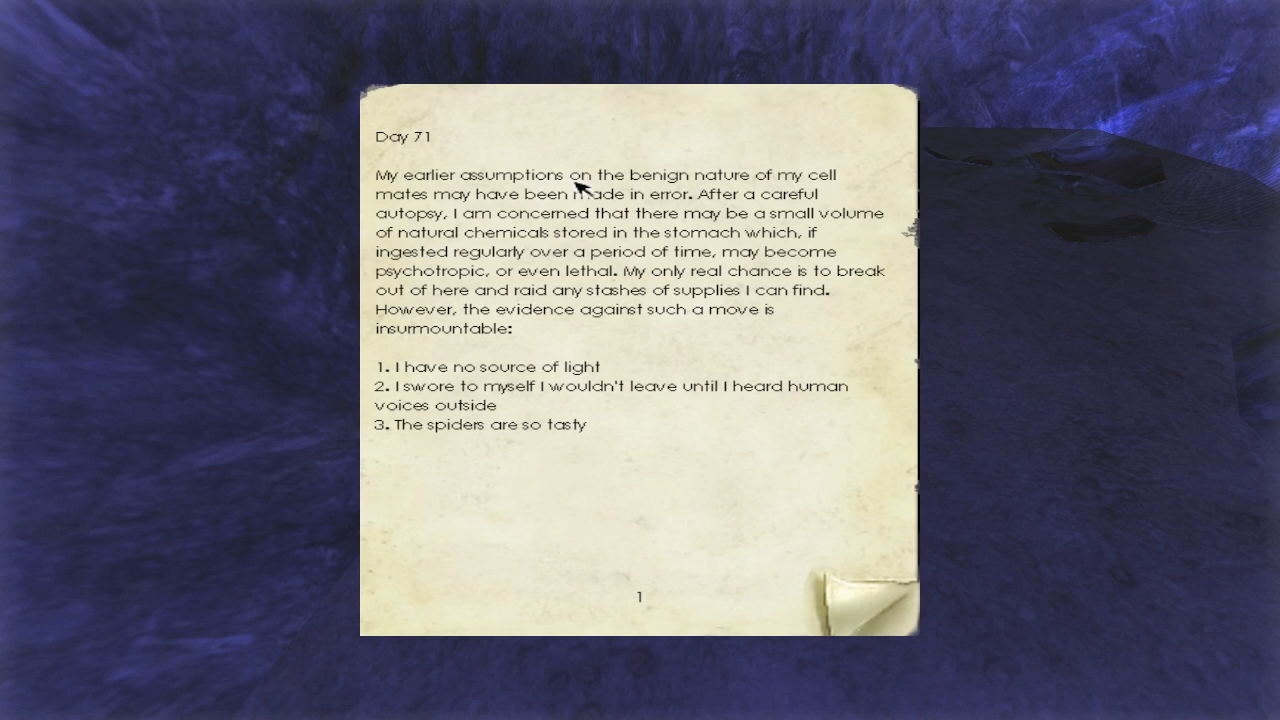 Day 71
My earlier assumptions on the benign nature of my cell
mates may have been made in error. After a careful
autopsy, I am concerned that there may be a small volume
of natural chemicals stored in the stomach which, if
ingested regularly over a period of time, may become
psychotropic, or even lethal. My only real chance is to break
out of here and raid any stashes of supplies I can find.
However, the evidence against such a move is
insurmountable:
1. I have no source of light
2. I swore to myself I wouldn't leave until I heard human
voices outside
3. The spiders are so tasty
1